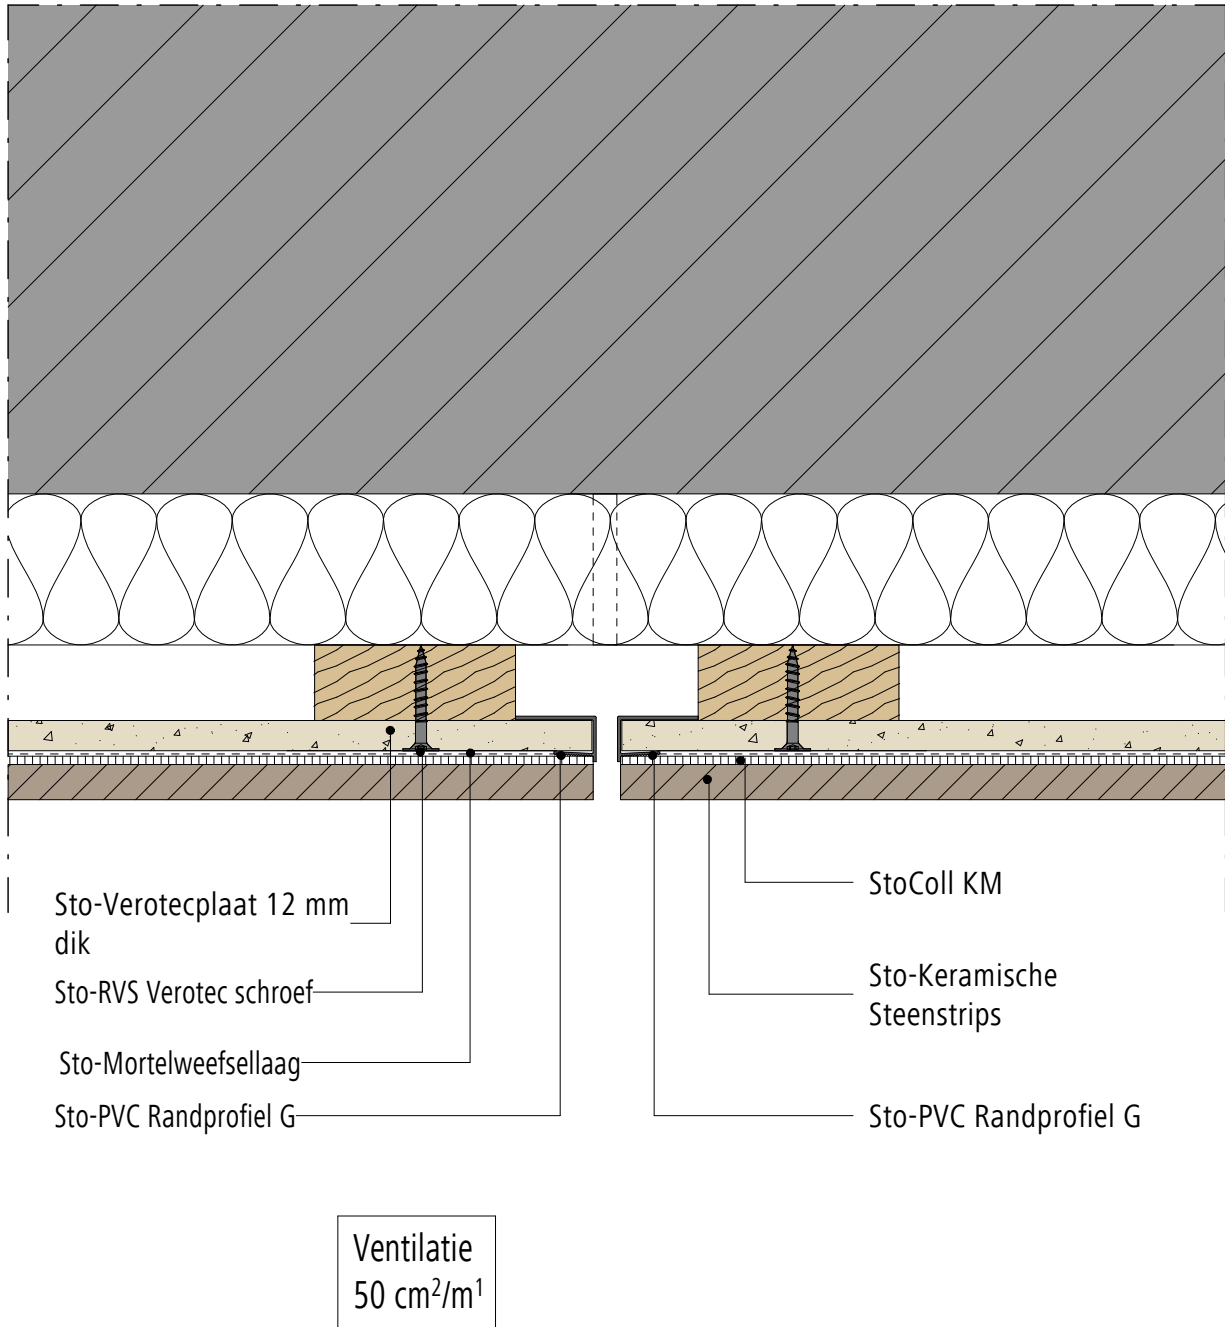 Sto-Verotecplaat 12 mm
dik
Sto-RVS Verotec schroef
Sto-Mortelweefsellaag
Sto-PVC Randprofiel G
StoColl KM
Sto-Keramische
Steenstrips
Sto-PVC Randprofiel G
Ventilatie
50 cm²/m¹